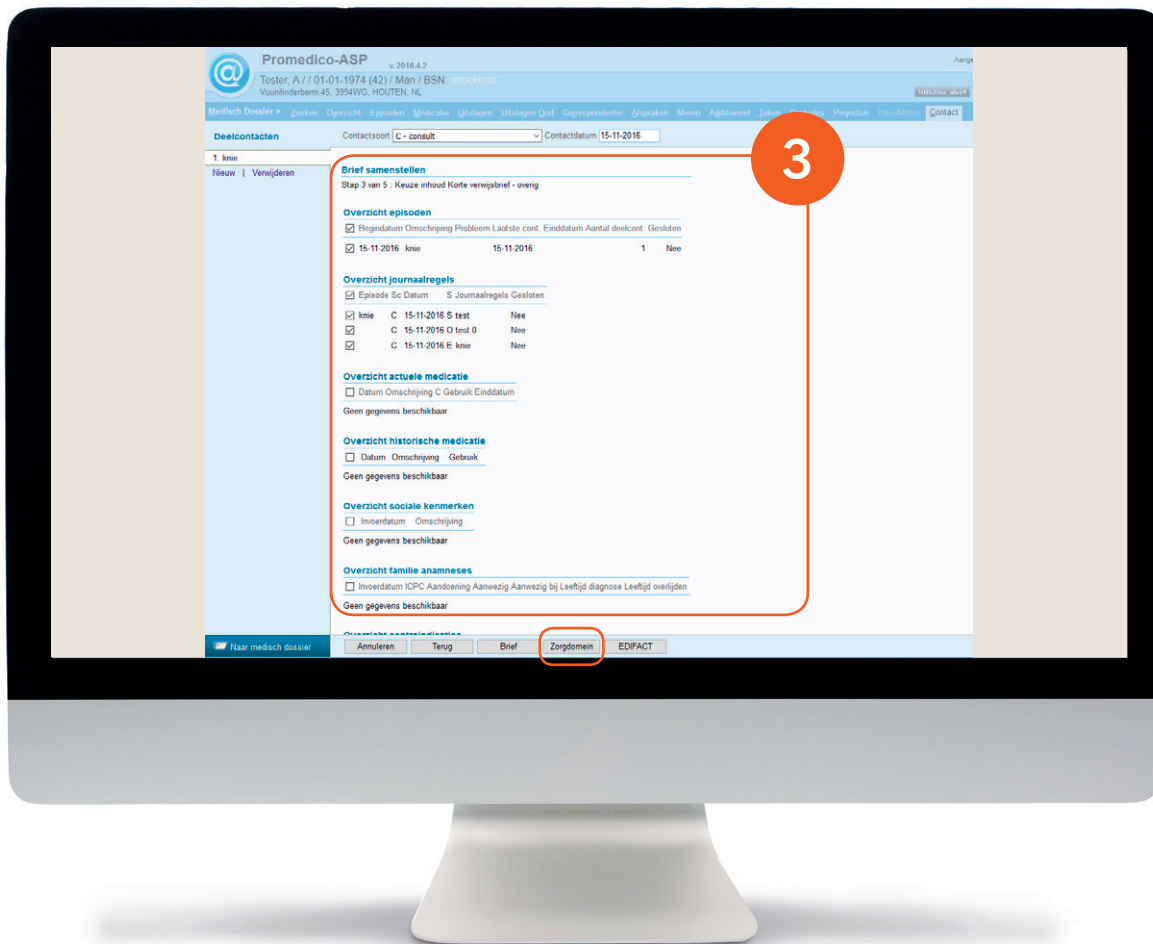 Promedico-ASP v. 2016.4.2
Aange
Tester, A / / 01-01-1974 (42) / Man / BSN: onbekend
Vuurvlinderberm 45, 3994WG, HOUTEN, NL
alert
Medisch Dossier > Zoeken Overzicht Episoden Medicatie Uitslagen Uitslagen Oud Correspondentie Afspraken Memo Additioneel Taken Projecten Contact
Deelcontacten
Contactsoort C - consult Contactdatum 15-11-2016
1. knie
Nieuw | Verwijderen
3
Brief samenstellen
Stap 3 van 5 : Keuze inhoud Korte verwijsbrief - overig
Overzicht episoden
Begindatum Omschrijving Probleem Laatste cont. Einddatum Aantal deelcont. Gesloten
15-11-2016 knie 15-11-2016 1 Nee
Overzicht journaalregels
Episode Sc Datum S Journaalregels Gesloten
knie C 15-11-2016 S test Nee
C 15-11-2016 O test 0 Nee
C 15-11-2016 E knie Nee
Overzicht actuele medicatie
Datum Omschrijving C Gebruik Einddatum
Geen gegevens beschikbaar
Overzicht historische medicatie
Datum Omschrijving Gebruik
Geen gegevens beschikbaar
Overzicht sociale kenmerken
Invoerdatum Omschrijving
Geen gegevens beschikbaar
Overzicht familie anamneses
Invoerdatum ICPC Aandoening Aanwezig Aanwezig bij Leeftijd diagnose Leeftijd overlijden
Geen gegevens beschikbaar
Overzicht contraindicaties
Naar medisch dossier
Annuleren Terug Brief Zorgdomein EDIFACT